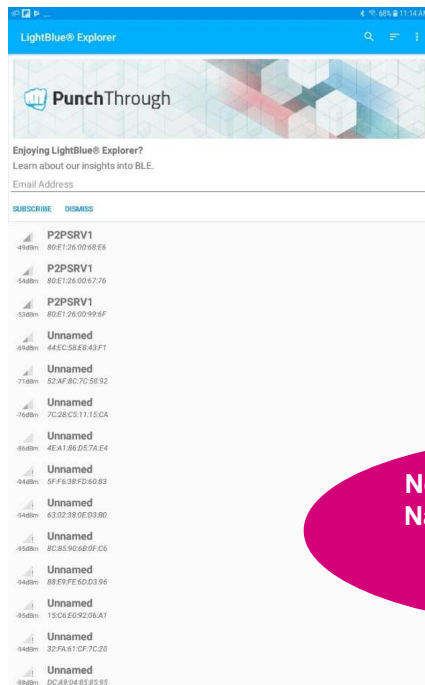 68% 11:14 AM
LightBlue® Explorer
PunchThrough
Enjoying LightBlue® Explorer?
Learn about our insights into BLE.
Email Address
SUBSCRIBE DISMISS
P2PSRV1
-49dBm 80:E1:26:00:68:E6
P2PSRV1
-54dBm 80:E1:26:00:67:76
P2PSRV1
-53dBm 80:E1:26:00:99:6F
Unnamed
-69dBm 44:EC:58:E8:43:F1
Unnamed
-71dBm 52:AF:8C:7C:58:92
Unnamed
-76dBm 7C:28:C5:11:15:CA
Unnamed
-86dBm 4E:A1:86:D5:7A:E4
Unnamed
-94dBm 5F:F6:38:FD:60:83
Unnamed
-94dBm 63:02:38:0E:D3:B0
Unnamed
-95dBm 8C:85:90:6B:0F:C6
Unnamed
-94dBm 88:E9:FE:6D:D3:96
Unnamed
-95dBm 15:C6:E0:92:06:A1
Unnamed
-94dBm 32:FA:61:CF:7C:20
Unnamed
-98dBm DC:A9:04:85:85:95